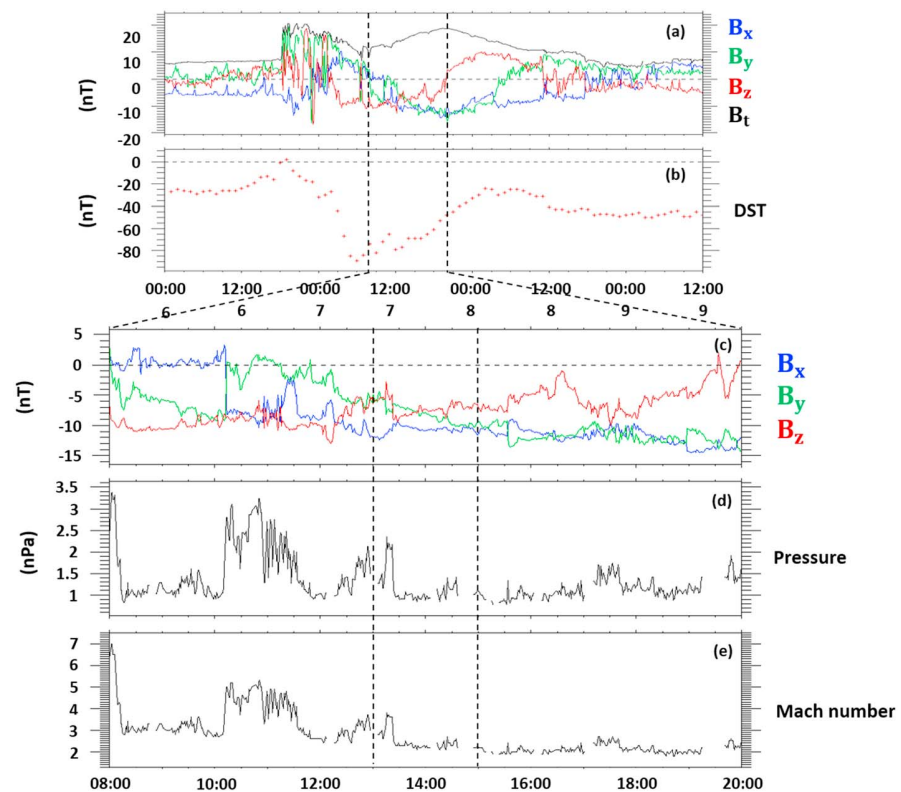 (a)
20
10
0
-10
-20
(nT)
Bx
By
Bz
Bt
(b)
0
-20
-40
-60
-80
(nT)
DST
00:00 12:00 00:00 12:00 00:00 12:00 00:00 12:00
6 6 7 7 8 8 9 9
(c)
5
0
-5
-10
-15
(nT)
Bx
By
Bz
(d)
3.5
3
2.5
2
1.5
1
(nPa)
Pressure
(e)
7
6
5
4
3
2
Mach number
08:00 10:00 12:00 14:00 16:00 18:00 20:00